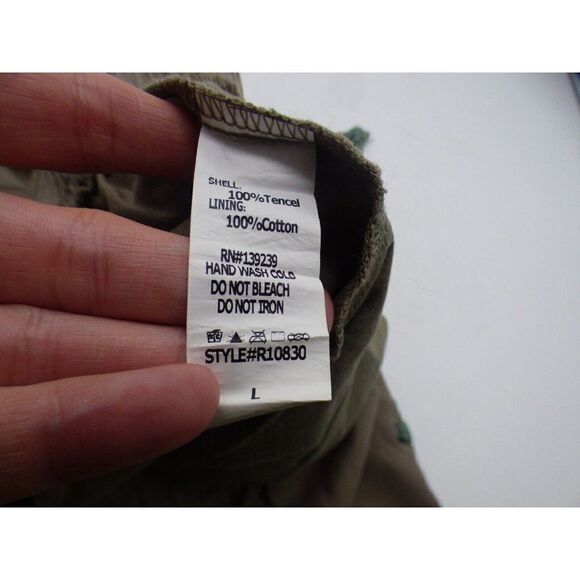 SHELL:
100%Tencel
LINING:
100%Cotton
RN#139239
HAND WASH COLD
DO NOT BLEACH
DO NOT IRON
STYLE#R10830
L